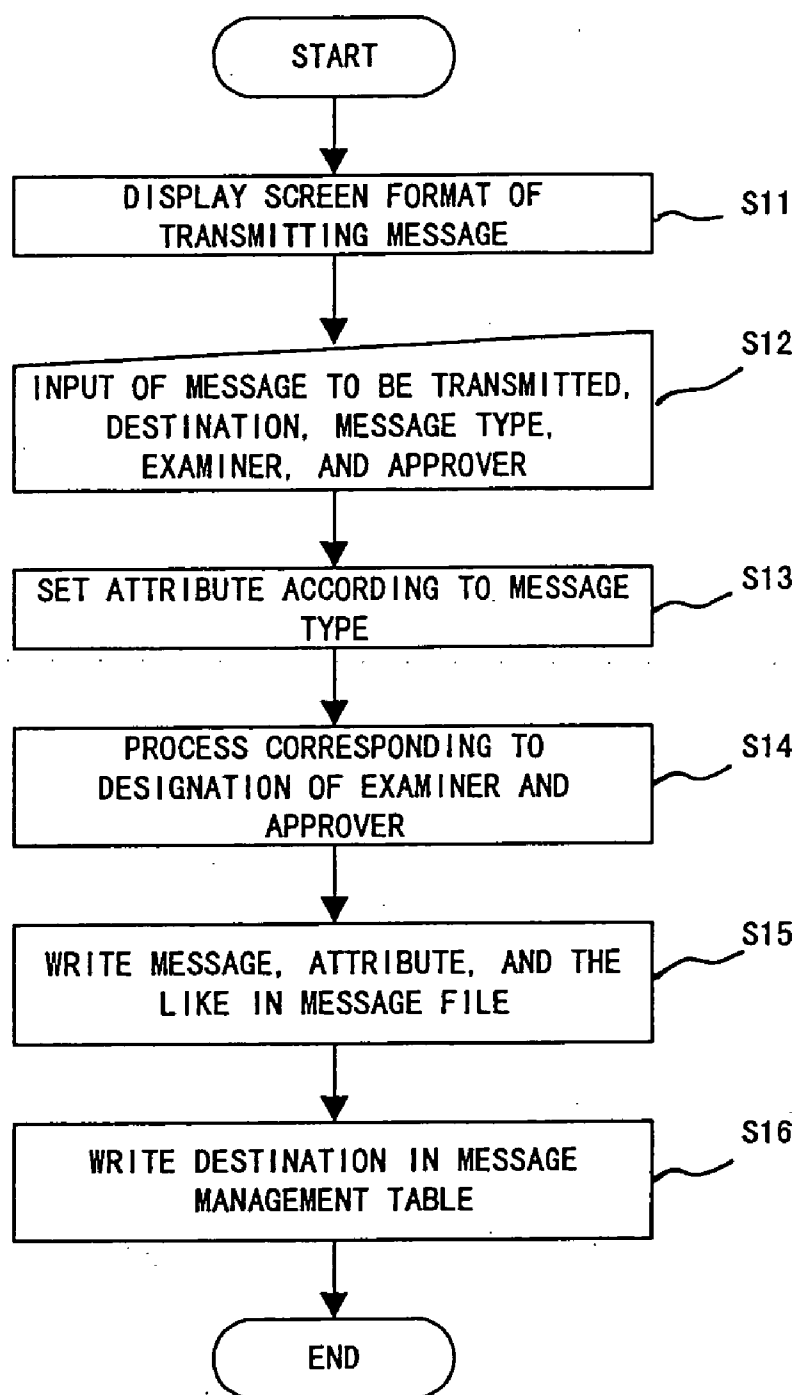 START
DISPLAY SCREEN FORMAT OF
TRANSMITTING MESSAGE
S11
INPUT OF MESSAGE TO BE TRANSMITTED,
DESTINATION, MESSAGE TYPE,
EXAMINER, AND APPROVER
S12
SET ATTRIBUTE ACCORDING TO MESSAGE
TYPE
S13
PROCESS CORRESPONDING TO
DESIGNATION OF EXAMINER AND
APPROVER
S14
WRITE MESSAGE, ATTRIBUTE, AND THE
LIKE IN MESSAGE FILE
S15
WRITE DESTINATION IN MESSAGE
MANAGEMENT TABLE
S16
END